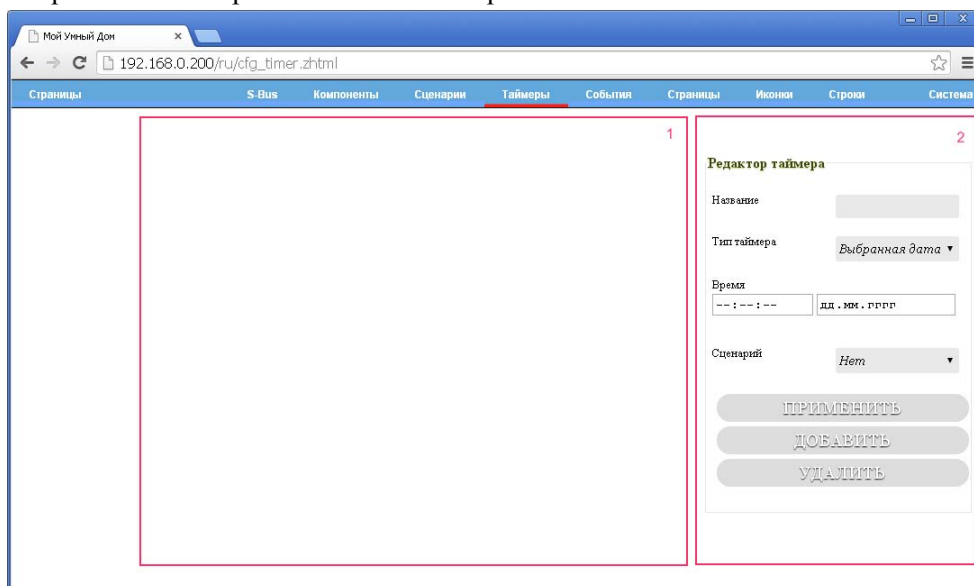 Мой Умный Дом
192.168.0.200/ru/cfg_timer.zhtml
Страницы S-Bus Компоненты Сценарии Таймеры События Страницы Иконки Строки Система
1
2
Редактор таймера
Название
Тип таймера Выбранная дата
Время
--:--:-- дд.мм.гггг
Сценарий Нет
ПРИМЕНИТЬ
ДОБАВИТЬ
УДАЛИТЬ